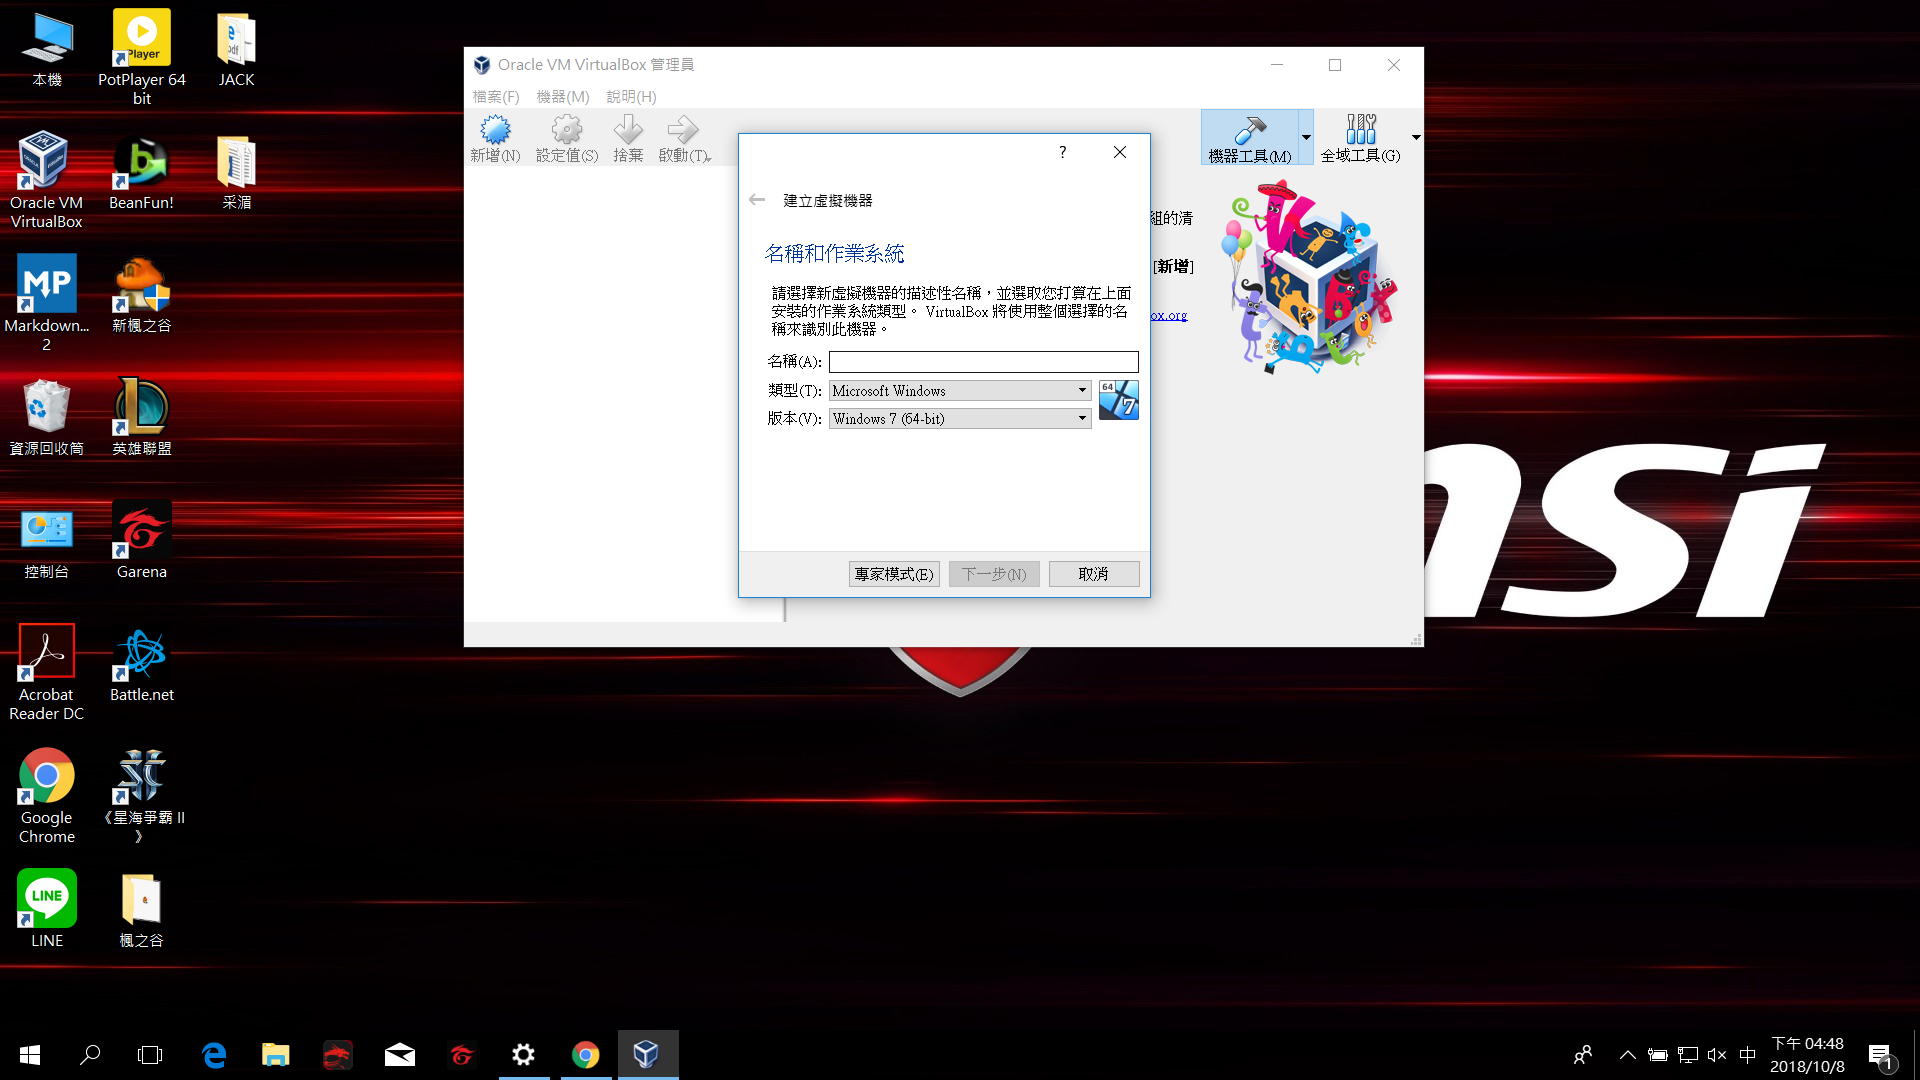 本機
PotPlayer 64 bit
JACK
Oracle VM VirtualBox
BeanFun!
采湄
Markdown... 2
新楓之谷
資源回收筒
英雄聯盟
控制台
Garena
Acrobat Reader DC
Battle.net
Google Chrome
《星海爭霸 II 》
LINE
楓之谷
Oracle VM VirtualBox 管理員
檔案(F) 機器(M) 說明(H)
新增(N) 設定值(S) 捨棄 啟動(T) 機器工具(M) 全域工具(G)
組的清
[新增]
ox.org
?
建立虛擬機器
名稱和作業系統
請選擇新虛擬機器的描述性名稱，並選取您打算在上面
安裝的作業系統類型。 VirtualBox 將使用整個選擇的名
稱來識別此機器。
名稱(A):
類型(T): Microsoft Windows
64
7
版本(V): Windows 7 (64-bit)
專家模式(E) 下一步(N) 取消
msi
中
下午 04:48
2018/10/8
1